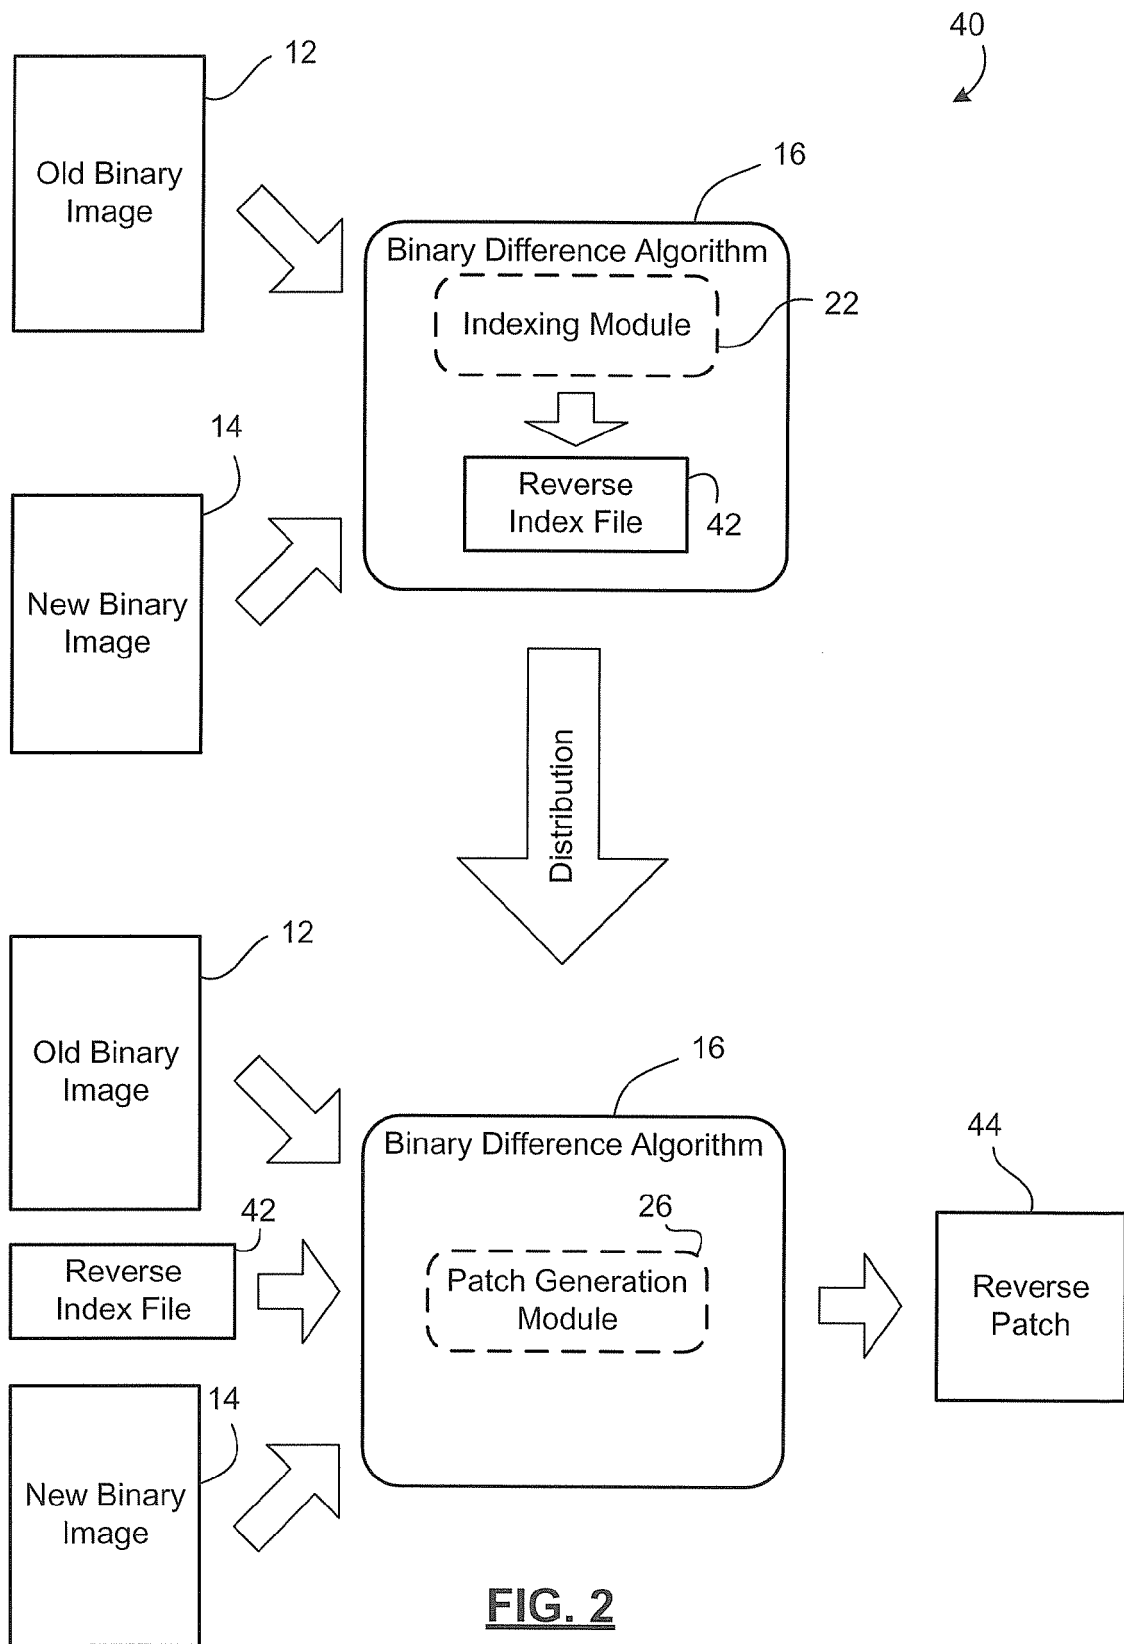 40
12
Old Binary
Image
16
Binary Difference Algorithm
Indexing Module
22
14
Reverse
Index File
42
New Binary
Image
Distribution
12
Old Binary
Image
16
Binary Difference Algorithm
44
42
26
Reverse
Index File
Patch Generation
Module
Reverse
Patch
14
New Binary
Image
FIG. 2